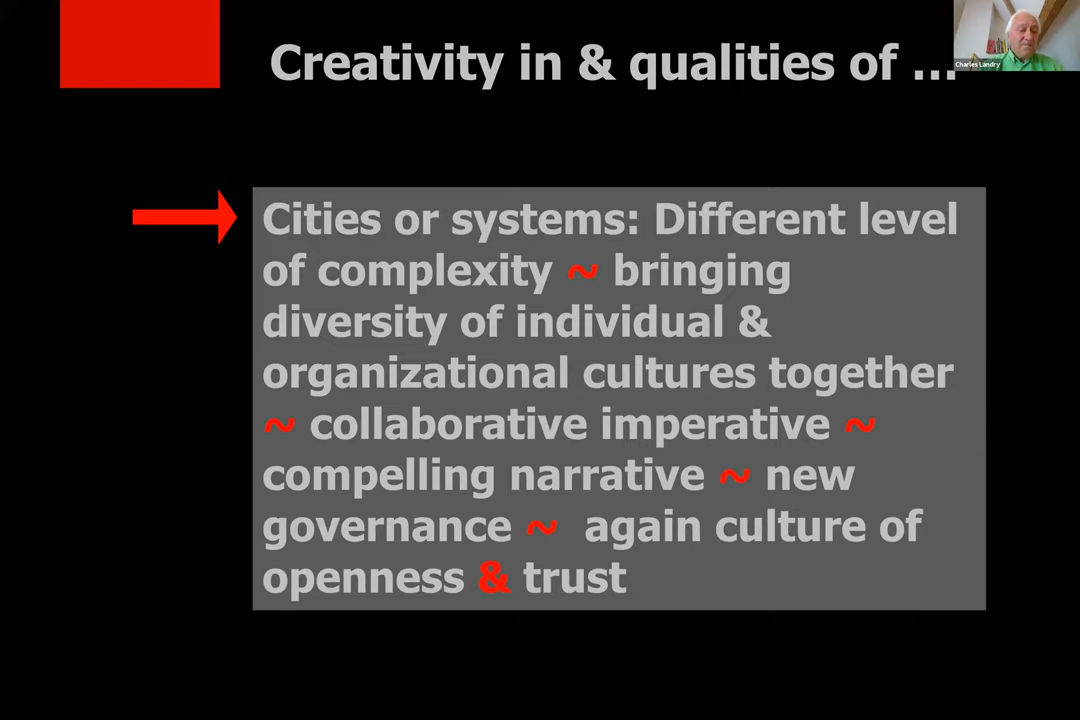 Creativity in & qualities of ...
Charles Landry
Cities or systems: Different level
of complexity ~ bringing
diversity of individual &
organizational cultures together
~ collaborative imperative ~
compelling narrative ~ new
governance ~ again culture of
openness & trust